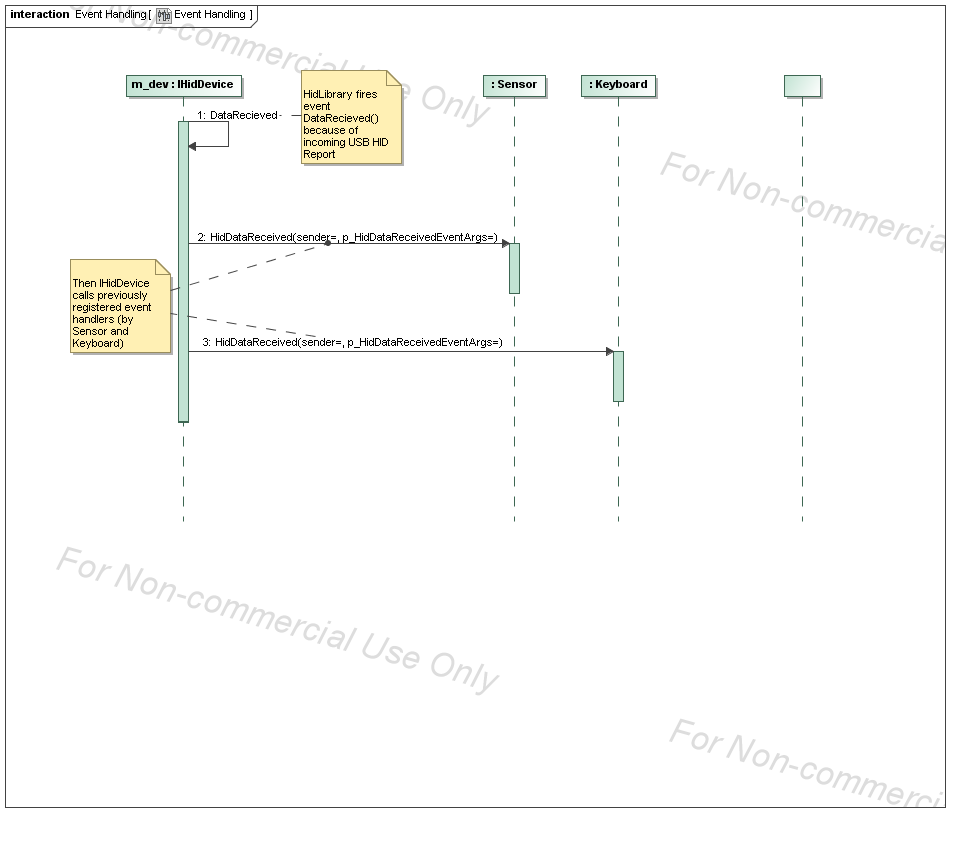 interaction Event Handling [ Event Handling ]
For Non-commercial Use Only
m_dev : IHidDevice
: Sensor
: Keyboard
1: DataRecieved
HidLibrary fires
event
DataRecieved()
because of
incoming USB HID
Report
For Non-commercia
2: HidDataReceived(sender=, p_HidDataReceivedEventArgs=)
Then IHidDevice
calls previously
registered event
handlers (by
Sensor and
Keyboard)
3: HidDataReceived(sender=, p_HidDataReceivedEventArgs=)
For Non-commercial Use Only
For Non-commerci